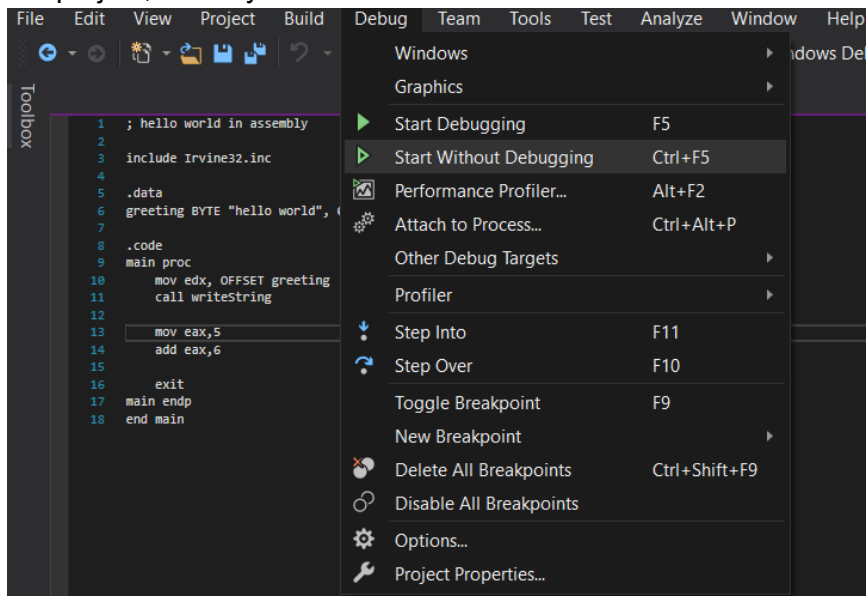 File Edit View Project Build Debug Team Tools Test Analyze Window Help
Toolbox
1 ; hello world in assembly
2
3 include Irvine32.inc
4
5 .data
6 greeting BYTE "hello world",
7
8 .code
9 main proc
10 mov edx, OFFSET greeting
11 call writeString
12
13 mov eax,5
14 add eax,6
15
16 exit
17 main endp
18 end main
Windows
Graphics
Start Debugging F5
Start Without Debugging Ctrl+F5
Performance Profiler... Alt+F2
Attach to Process... Ctrl+Alt+P
Other Debug Targets
Profiler
Step Into F11
Step Over F10
Toggle Breakpoint F9
New Breakpoint
Delete All Breakpoints Ctrl+Shift+F9
Disable All Breakpoints
Options...
Project Properties...